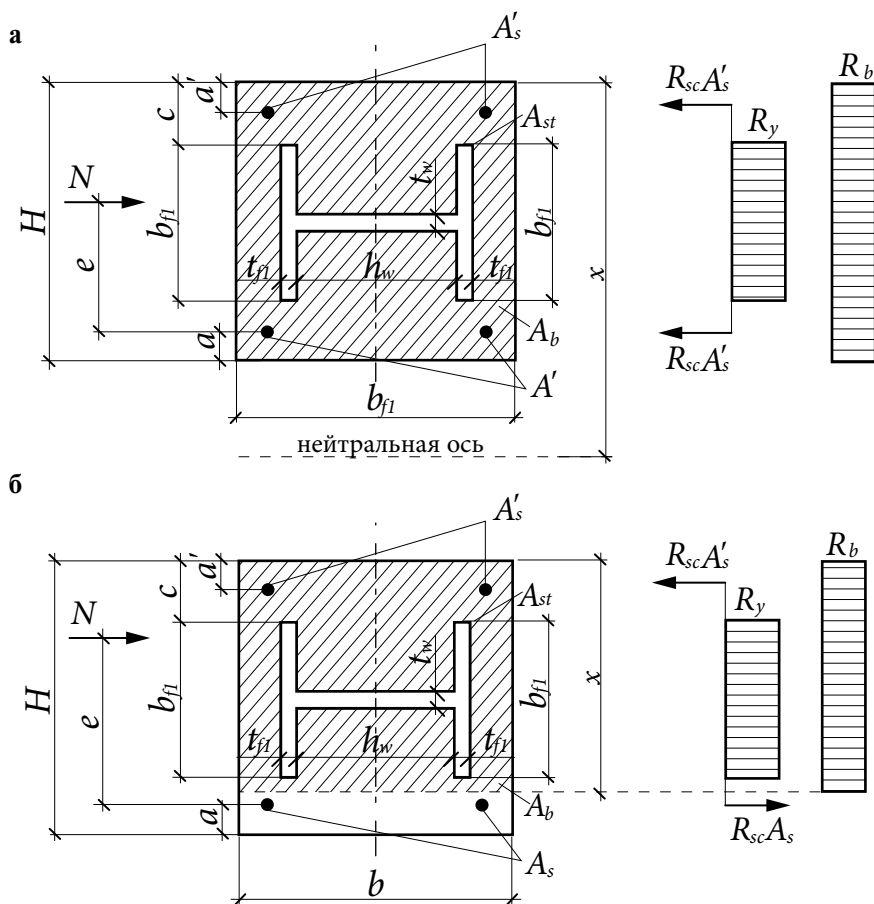 а
A's
a'
c
RscA's
Rb
Ry
Ast
tw
N
H
bf1
bf1
e
x
tf1
hw
tf1
a
Ab
RscA's
A'
bf1
нейтральная ось
б
A's
a'
c
RscA's
Rb
Ry
Ast
N
tw
H
bf1
bf1
x
e
tf1
hw
tf1
a
Ab
RscAs
As
b